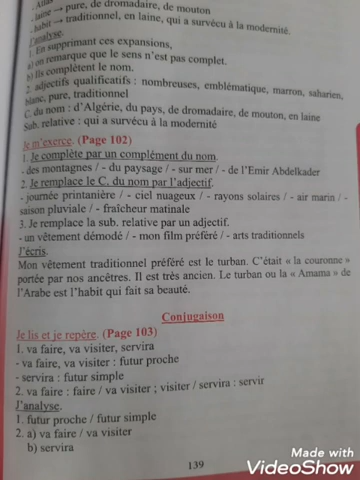 - Atlas
- laine → pure, de dromadaire, de mouton
- habit → traditionnel, en laine, qui a survécu à la modernité.
J'analyse.
1. En supprimant ces expansions,
a) on remarque que le sens n'est pas complet.
b) Ils complètent le nom.
2. adjectifs qualificatifs : nombreuses, emblématique, marron, saharien,
blanc, pure, traditionnel
C. du nom : d'Algérie, du pays, de dromadaire, de mouton, en laine
Sub. relative : qui a survécu à la modernité
Je m'exerce. (Page 102)
1. Je complète par un complément du nom.
- des montagnes / - du paysage / - sur mer / - de l'Emir Abdelkader
2. Je remplace le C. du nom par l'adjectif.
- journée printanière / - ciel nuageux / - rayons solaires / - air marin / -
saison pluviale / - fraîcheur matinale
3. Je remplace la sub. relative par un adjectif.
- un vêtement démodé / - mon film préféré / - arts traditionnels
J'écris.
Mon vêtement traditionnel préféré est le turban. C'était « la couronne »
portée par nos ancêtres. Il est très ancien. Le turban ou la « Amama » de
l'Arabe est l'habit qui fait sa beauté.
Conjugaison
Je lis et je repère. (Page 103)
1. va faire, va visiter, servira
- va faire, va visiter : futur proche
- servira : futur simple
2. va faire : faire / va visiter ; visiter / servira : servir
J'analyse.
1. futur proche / futur simple
2. a) va faire / va visiter
b) servira
139
Made with
VideoShow